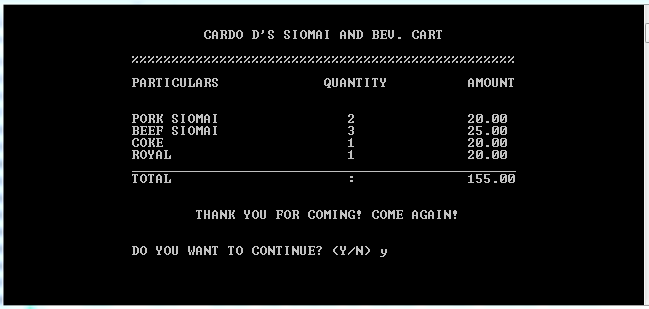 CARDO D'S SIOMAI AND BEV. CART
%%%%%%%%%%%%%%%%%%%%%%%%%%%%%%%%%%%%%%%%%%%%%%%%
PARTICULARS QUANTITY AMOUNT
PORK SIOMAI 2 20.00
BEEF SIOMAI 3 25.00
COKE 1 20.00
ROYAL 1 20.00
TOTAL : 155.00
THANK YOU FOR COMING! COME AGAIN!
DO YOU WANT TO CONTINUE? (Y/N) y